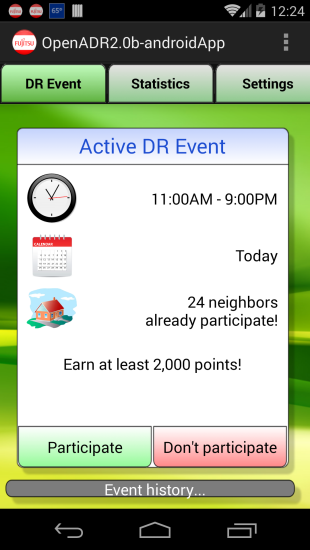 65°
12:24
FUJITSU
OpenADR2.0b-androidApp
DR Event
Statistics
Settings
Active DR Event
11:00AM - 9:00PM
CALENDAR
Today
24 neighbors
already participate!
Earn at least 2,000 points!
Participate
Don't participate
Event history...